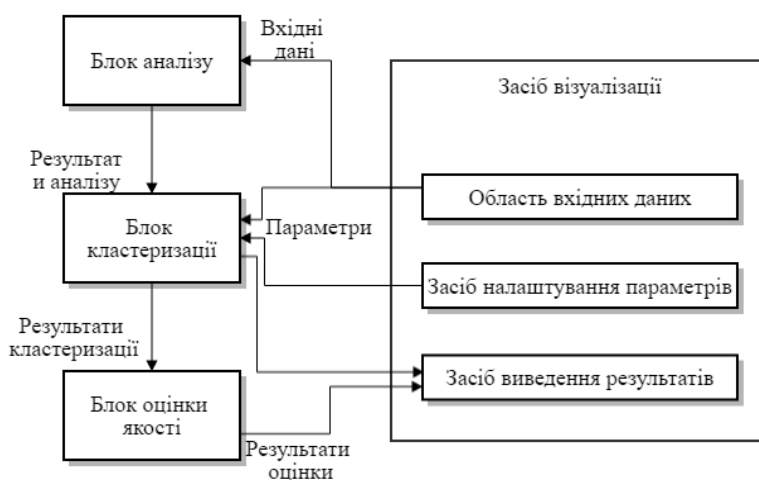 Блок аналізу
Вхідні
дані
Засіб візуалізації
Результат
и аналізу
Область вхідних даних
Блок
кластеризації
Параметри
Засіб налаштування параметрів
Результати
кластеризації
Засіб виведення результатів
Блок оцінки
якості
Результати
оцінки